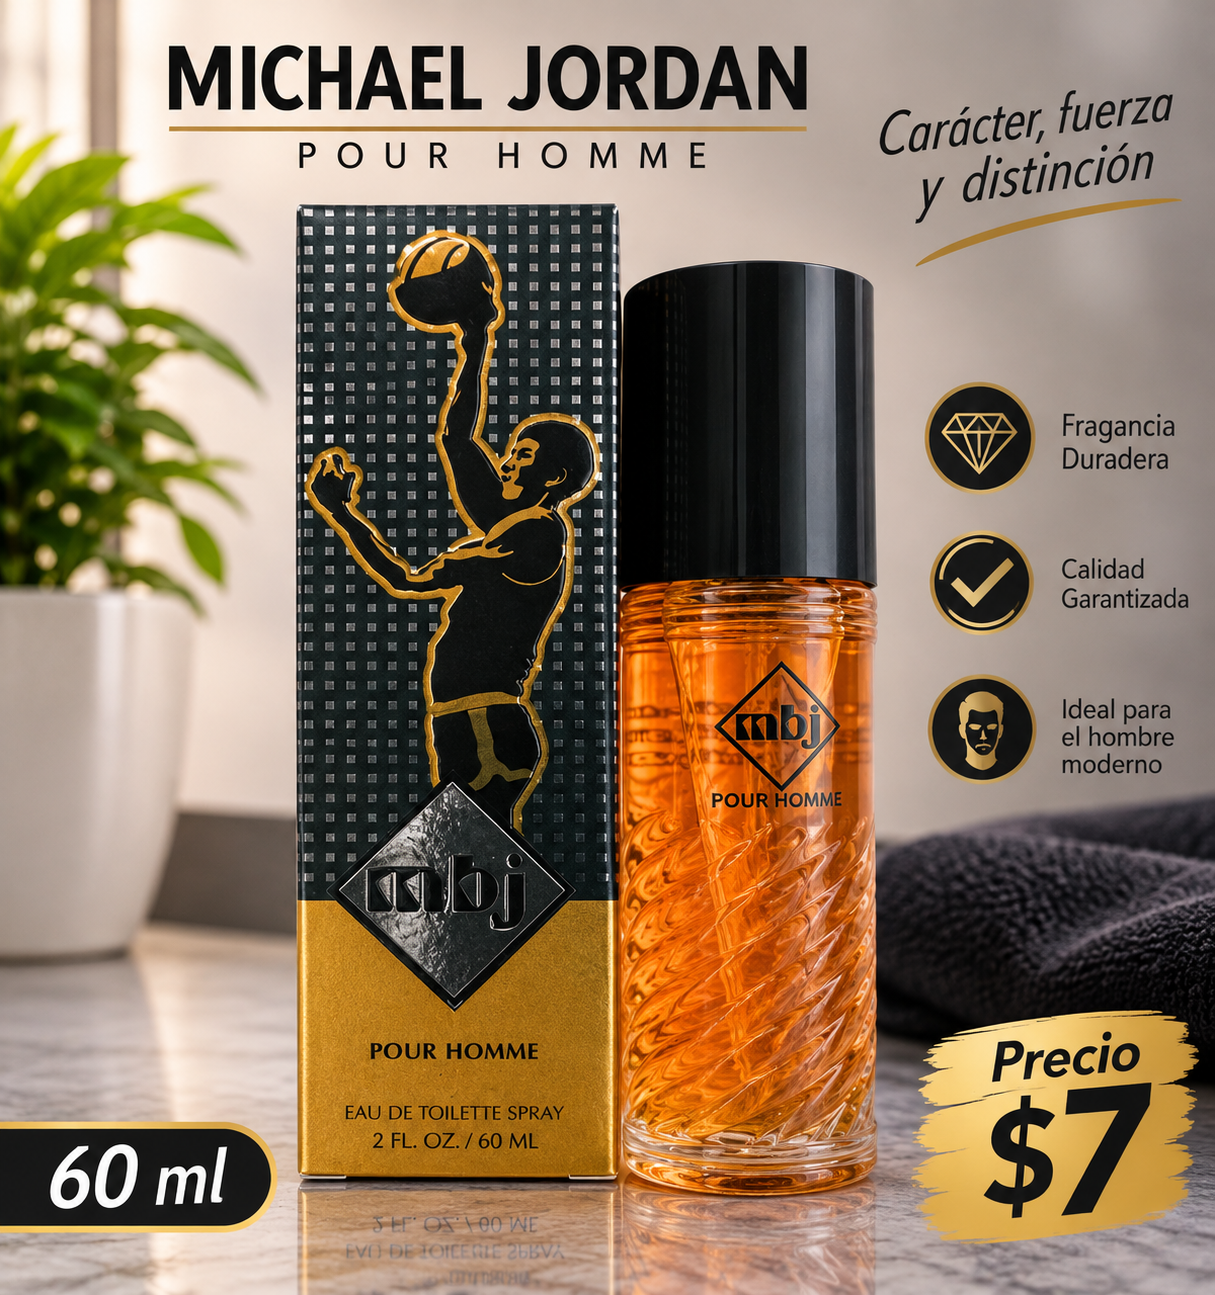 MICHAEL JORDAN
POUR HOMME
Carácter, fuerza
y distinción
mbj
POUR HOMME
EAU DE TOILETTE SPRAY
2 FL. OZ. / 60 ML
mbj
POUR HOMME
Fragancia
Duradera
Calidad
Garantizada
Ideal para
el hombre
moderno
60 ml
Precio
$7